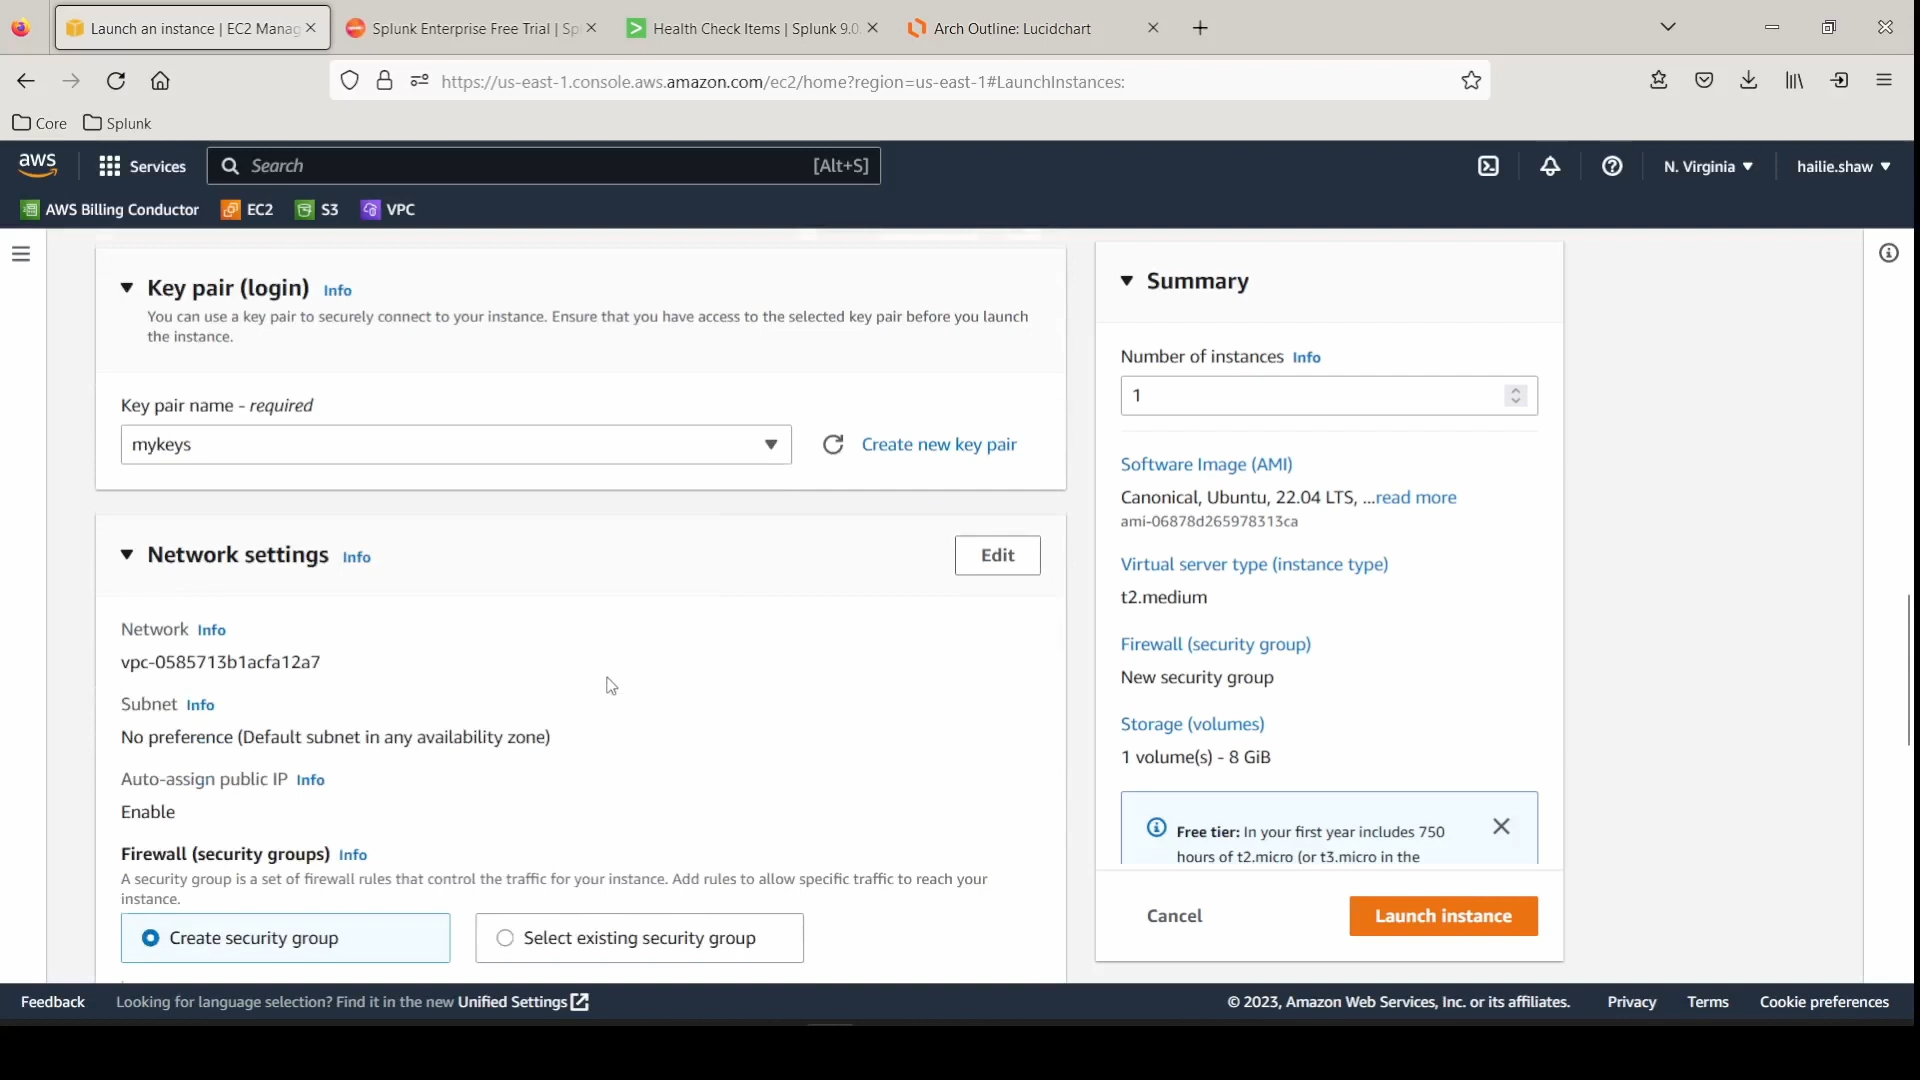 Launch an instance | EC2 Manag
Splunk Enterprise Free Trial | Sp
Health Check Items | Splunk 9.0.
Arch Outline: Lucidchart
https://us-east-1.console.aws.amazon.com/ec2/home?region=us-east-1#LaunchInstances:
Core
Splunk
aws
Services
Search
[Alt+S]
N. Virginia
hailie.shaw
AWS Billing Conductor
EC2
S3
VPC
Key pair (login) Info
You can use a key pair to securely connect to your instance. Ensure that you have access to the selected key pair before you launch
the instance.
Key pair name - required
mykeys
Create new key pair
Network settings Info
Edit
Network Info
vpc-0585713b1acfa12a7
Subnet Info
No preference (Default subnet in any availability zone)
Auto-assign public IP Info
Enable
Firewall (security groups) Info
A security group is a set of firewall rules that control the traffic for your instance. Add rules to allow specific traffic to reach your
instance.
Create security group
Select existing security group
Summary
Number of instances Info
1
Software Image (AMI)
Canonical, Ubuntu, 22.04 LTS, ...read more
ami-06878d265978313ca
Virtual server type (instance type)
t2.medium
Firewall (security group)
New security group
Storage (volumes)
1 volume(s) - 8 GiB
Free tier: In your first year includes 750
hours of t2.micro (or t3.micro in the
Cancel
Launch instance
Feedback
Looking for language selection? Find it in the new Unified Settings
© 2023, Amazon Web Services, Inc. or its affiliates.
Privacy
Terms
Cookie preferences